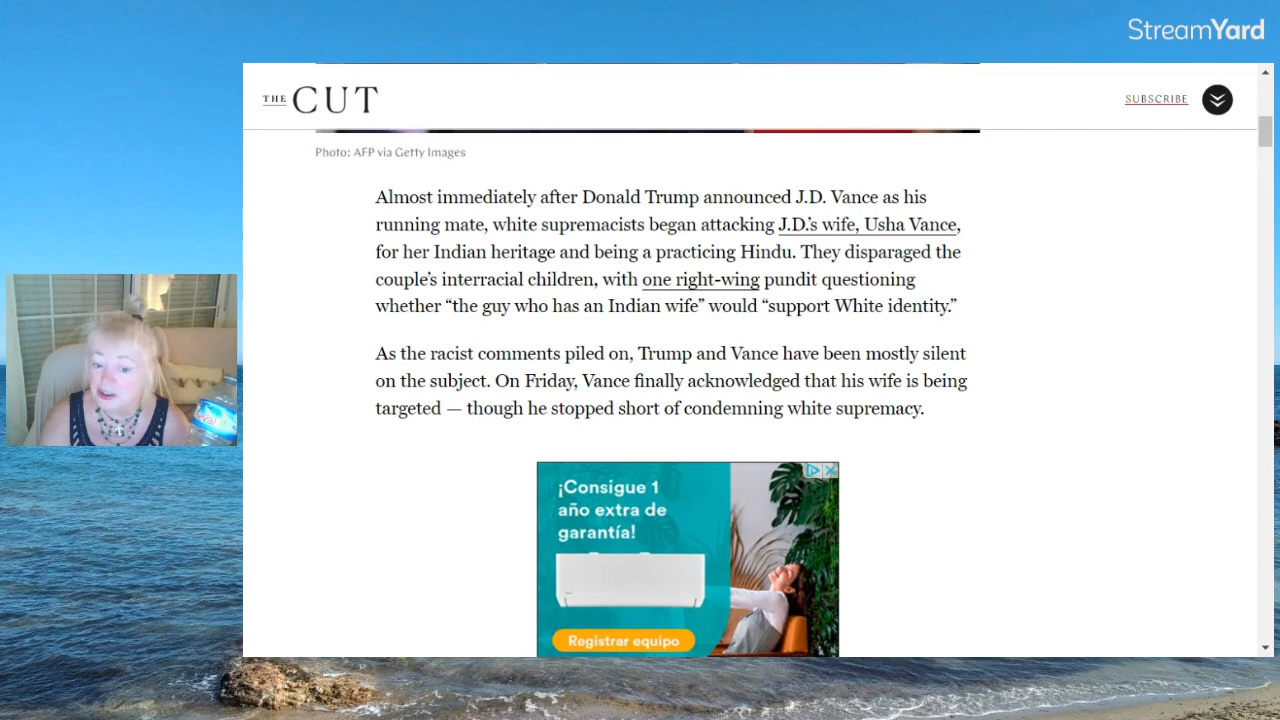 StreamYard
THE CUT
SUBSCRIBE
Photo: AFP via Getty Images
Almost immediately after Donald Trump announced J.D. Vance as his
running mate, white supremacists began attacking J.D.'s wife, Usha Vance,
for her Indian heritage and being a practicing Hindu. They disparaged the
couple's interracial children, with one right-wing pundit questioning
whether “the guy who has an Indian wife” would “support White identity.”
As the racist comments piled on, Trump and Vance have been mostly silent
on the subject. On Friday, Vance finally acknowledged that his wife is being
targeted — though he stopped short of condemning white supremacy.
¡Consigue 1
año extra de
garantía!
Registrar equipo